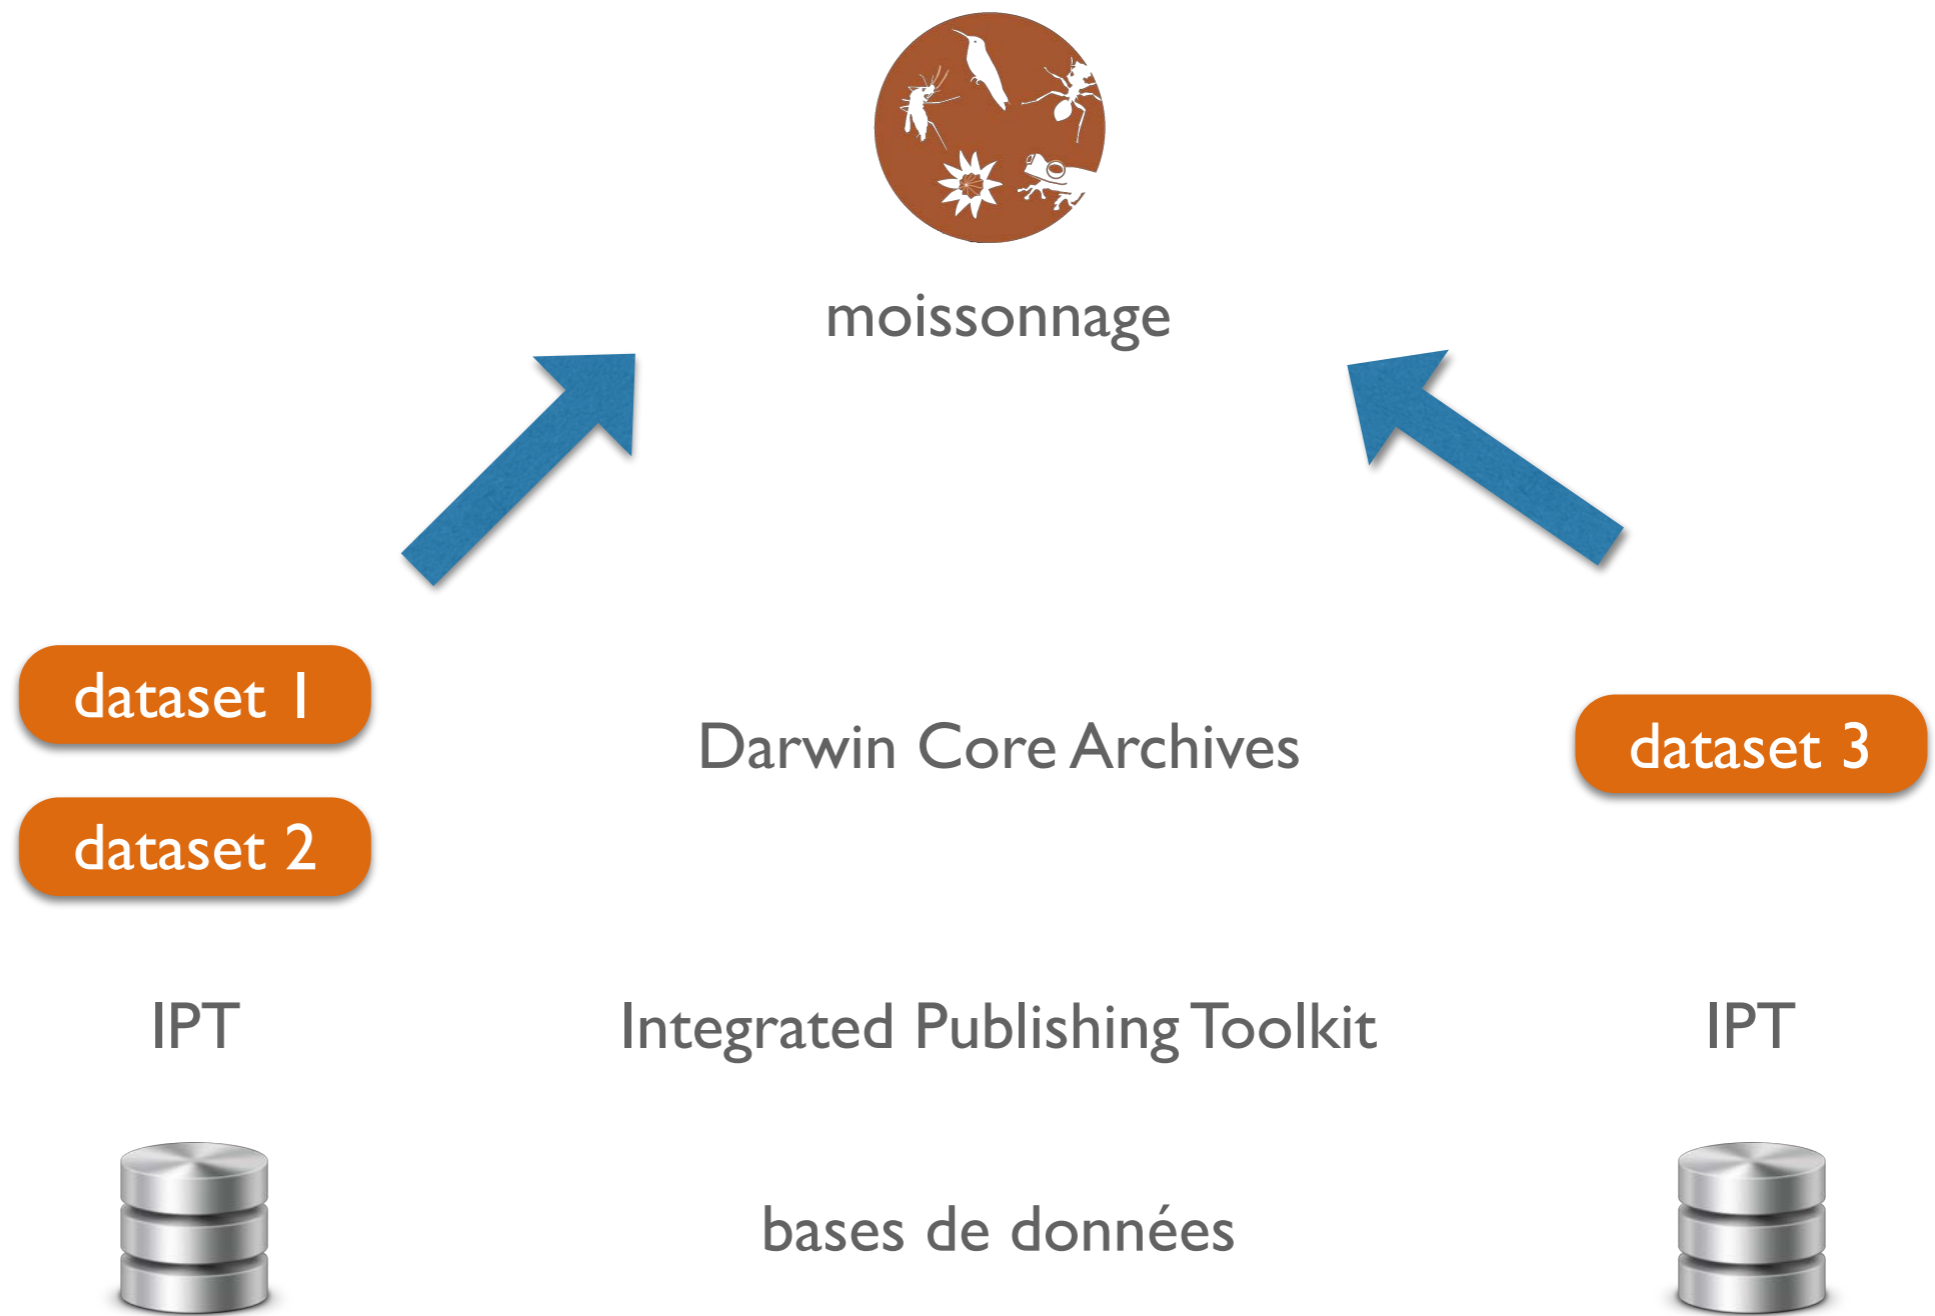 moissonnage
dataset 1
Darwin Core Archives
dataset 3
dataset 2
IPT
Integrated Publishing Toolkit
IPT
bases de données